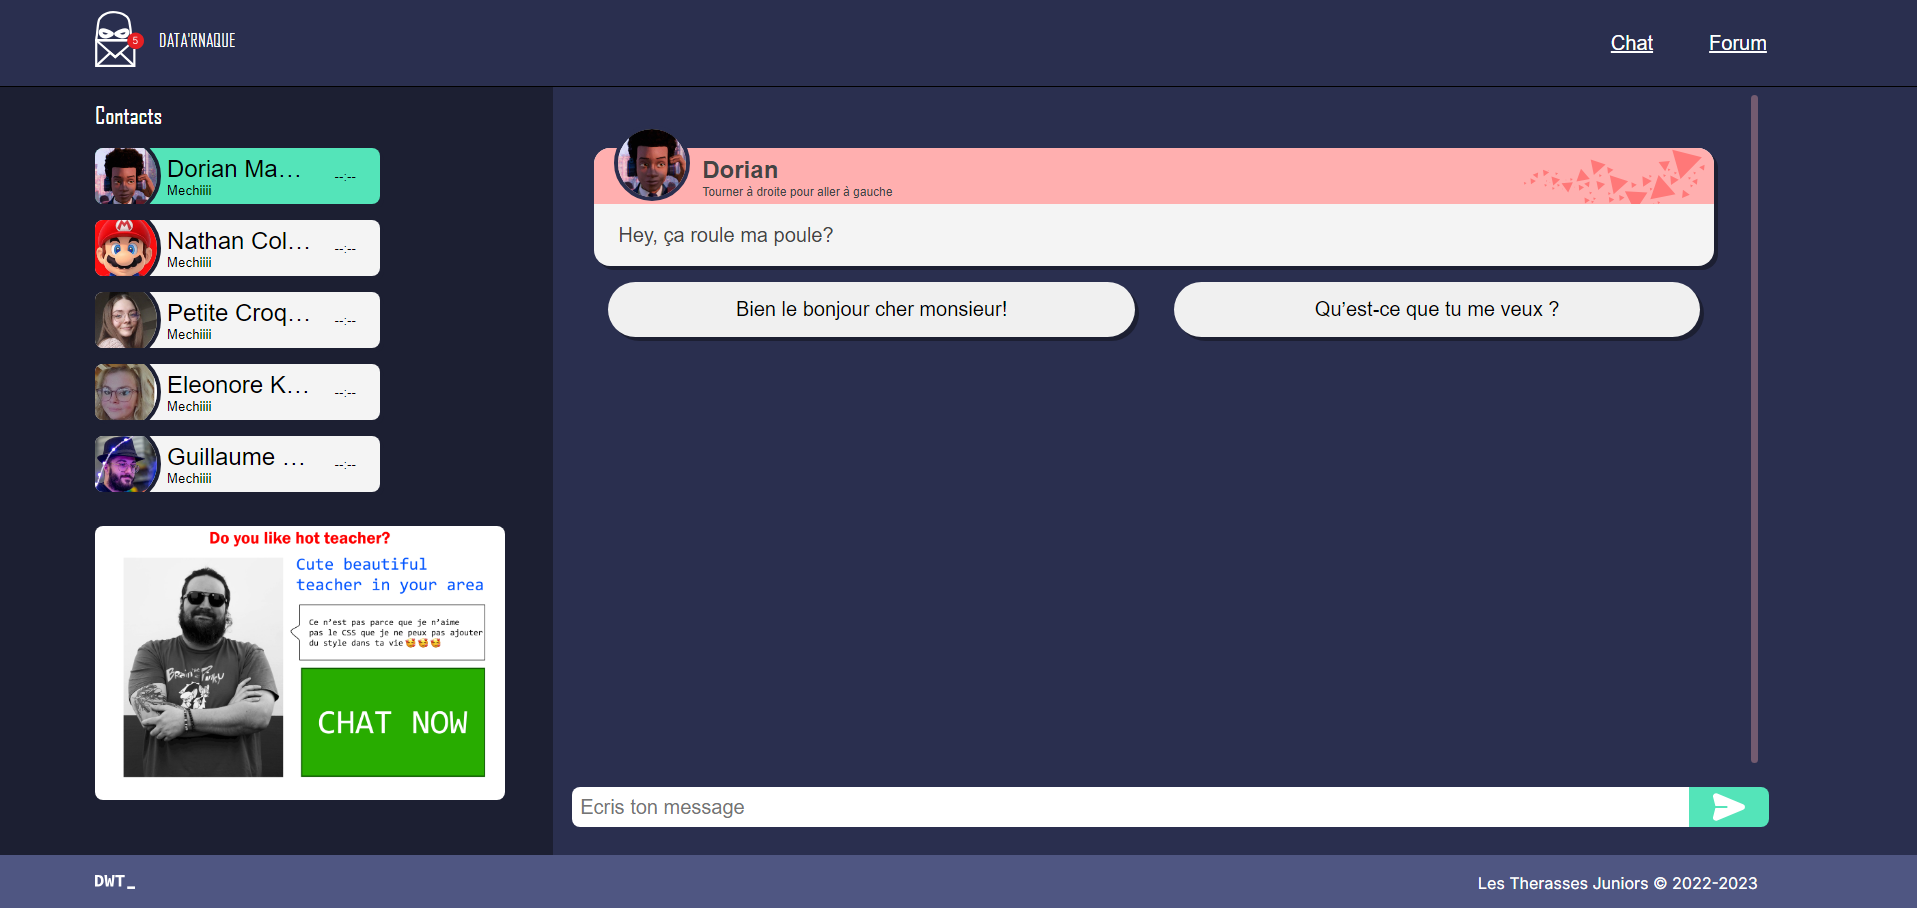 5
DATA'RNAQUE
Chat
Forum
Contacts
Dorian Ma...
Mechiiii
--:--
Nathan Col...
Mechiiii
--:--
Petite Croq...
Mechiiii
--:--
Eleonore K...
Mechiiii
--:--
Guillaume ...
Mechiiii
--:--
Do you like hot teacher?
Cute beautiful
teacher in your area
Ce n'est pas parce que je n'aime
pas le CSS que je ne peux pas ajouter
du style dans ta vie🥰🥰🥰
CHAT NOW
Dorian
Tourner à droite pour aller à gauche
Hey, ça roule ma poule?
Bien le bonjour cher monsieur!
Qu'est-ce que tu me veux ?
Ecris ton message
DWT_
Les Therasses Juniors © 2022-2023